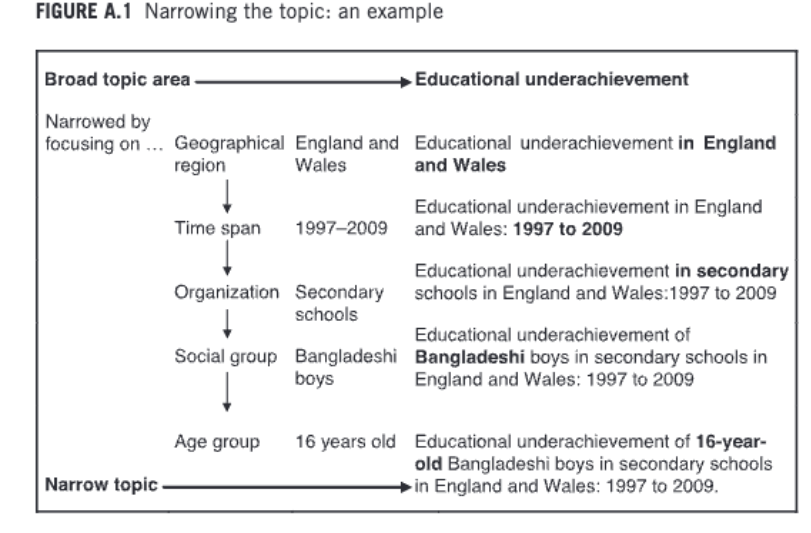 FIGURE A.1 Narrowing the topic: an example
Broad topic area Educational underachievement
Narrowed by
focusing on ... Geographical England and Educational underachievement in England
region Wales and Wales
Educational underachievement in England
Time span 1997–2009 and Wales: 1997 to 2009
Educational underachievement in secondary
Organization Secondary schools in England and Wales:1997 to 2009
schools
Educational underachievement of
Social group Bangladeshi Bangladeshi boys in secondary schools in
boys England and Wales: 1997 to 2009
Age group 16 years old Educational underachievement of 16-year-
old Bangladeshi boys in secondary schools
Narrow topic in England and Wales: 1997 to 2009.